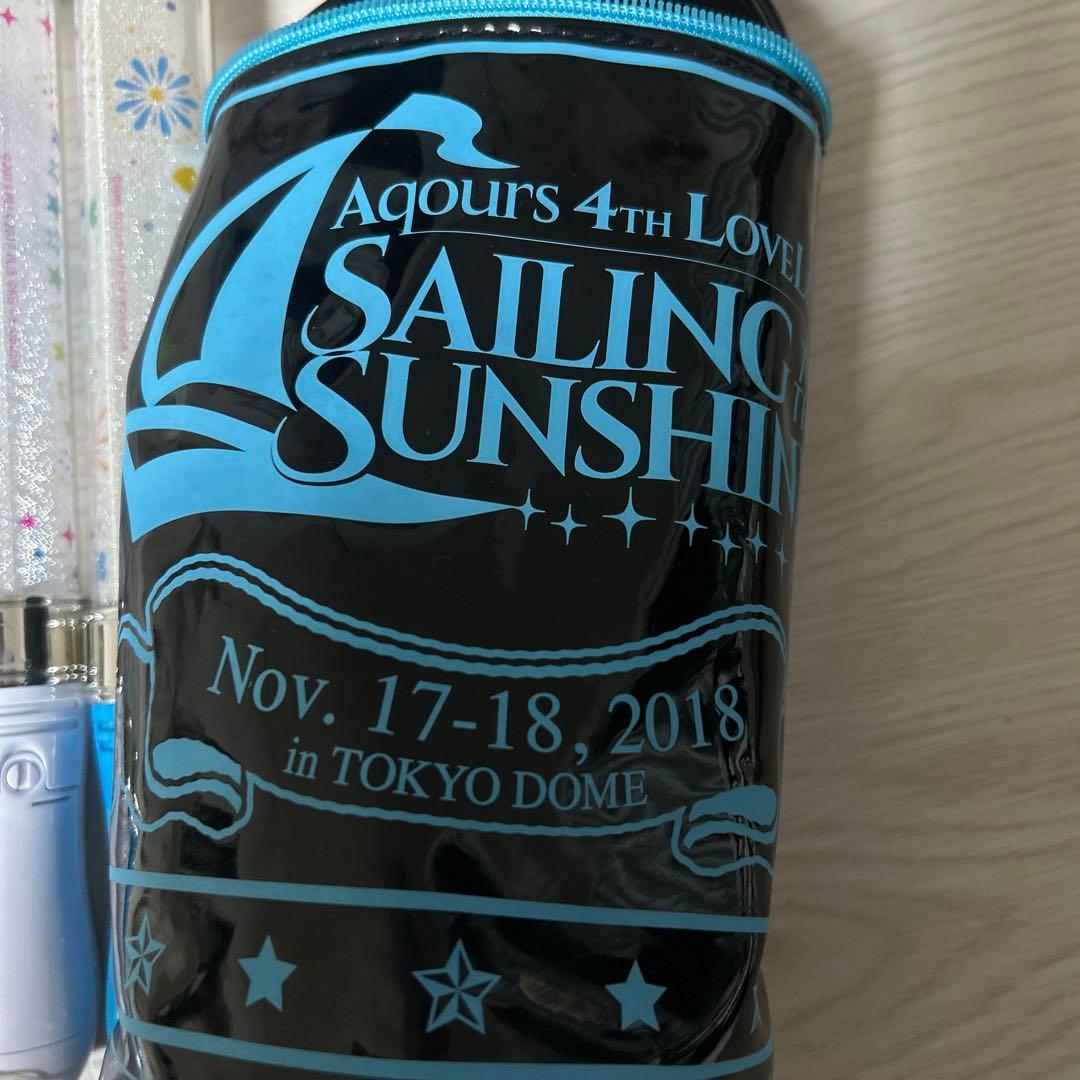 Aqours 4TH LOVEL
SAILING
SUNSHIN
Nov. 17-18, 2018
in TOKYO DOME